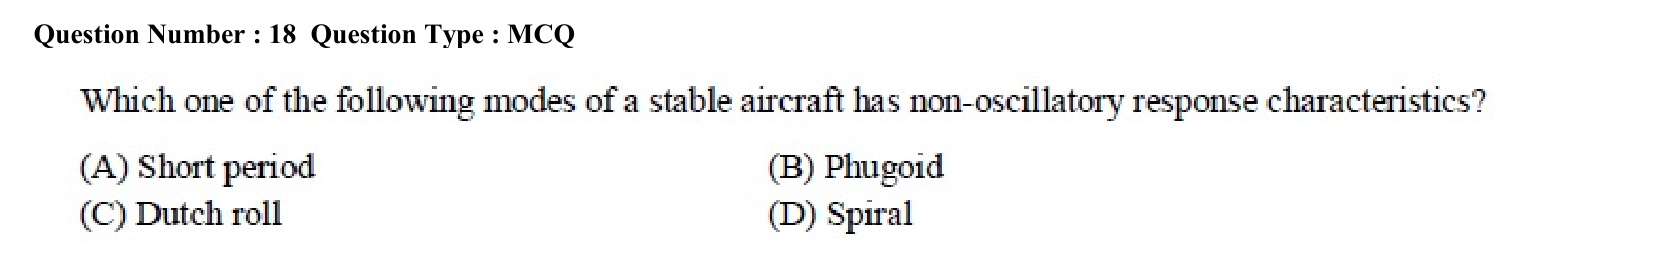 Question Number : 18 Question Type : MCQ
Which one of the following modes of a stable aircraft has non-oscillatory response characteristics?
(A) Short period (B) Phugoid
(C) Dutch roll (D) Spiral